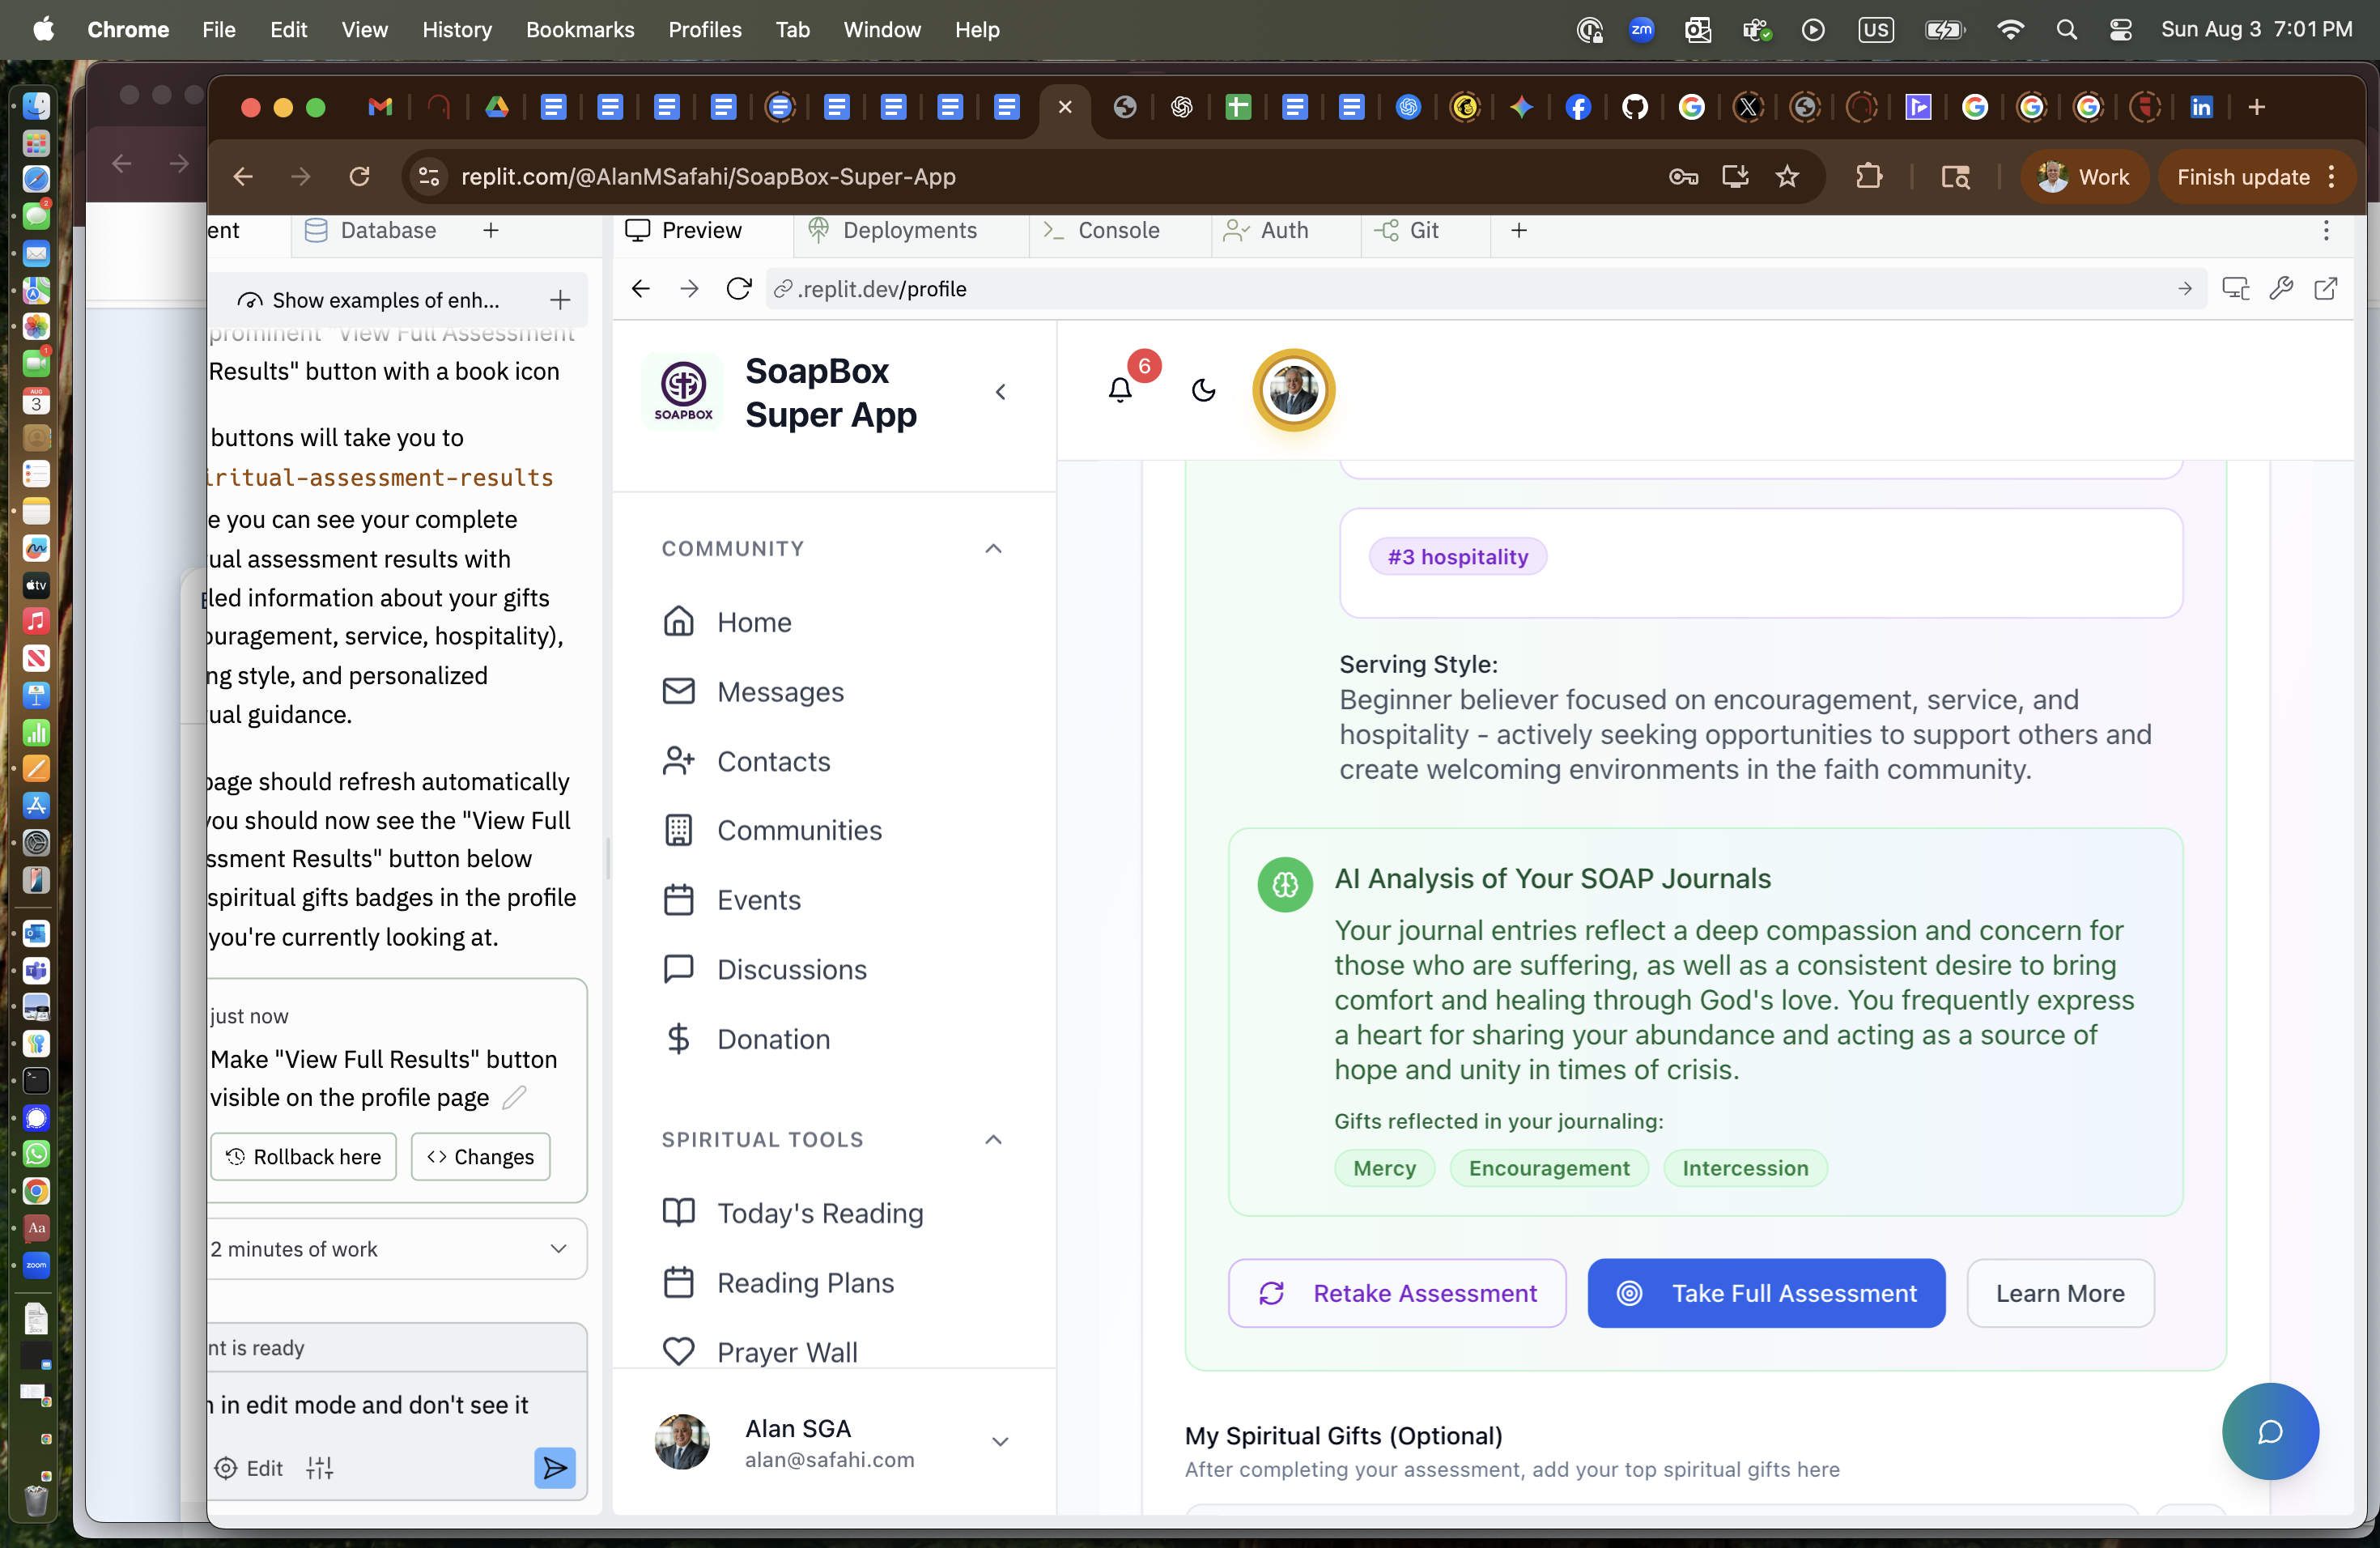 Chrome File Edit View History Bookmarks Profiles Tab Window Help
zm US Sun Aug 3 7:01 PM
replit.com/@AlanMSafahi/SoapBox-Super-App
Work Finish update
ent Database
Preview Deployments Console Auth Git
Show examples of enh...
.replit.dev/profile
prominent "View Full Assessment
Results" button with a book icon
buttons will take you to
iritual-assessment-results
e you can see your complete
ual assessment results with
led information about your gifts
ouragement, service, hospitality),
ng style, and personalized
ual guidance.
page should refresh automatically
you should now see the "View Full
ssment Results" button below
spiritual gifts badges in the profile
you're currently looking at.
just now
Make "View Full Results" button
visible on the profile page
Rollback here Changes
2 minutes of work
nt is ready
in edit mode and don't see it
Edit
SOAPBOX
SoapBox
Super App
COMMUNITY
Home
Messages
Contacts
Communities
Events
Discussions
Donation
SPIRITUAL TOOLS
Today's Reading
Reading Plans
Prayer Wall
Alan SGA
alan@safahi.com
6
#3 hospitality
Serving Style:
Beginner believer focused on encouragement, service, and
hospitality - actively seeking opportunities to support others and
create welcoming environments in the faith community.
AI Analysis of Your SOAP Journals
Your journal entries reflect a deep compassion and concern for
those who are suffering, as well as a consistent desire to bring
comfort and healing through God's love. You frequently express
a heart for sharing your abundance and acting as a source of
hope and unity in times of crisis.
Gifts reflected in your journaling:
Mercy Encouragement Intercession
Retake Assessment Take Full Assessment Learn More
My Spiritual Gifts (Optional)
After completing your assessment, add your top spiritual gifts here
2
1
AUG
3
tv
Aa
zoom
in